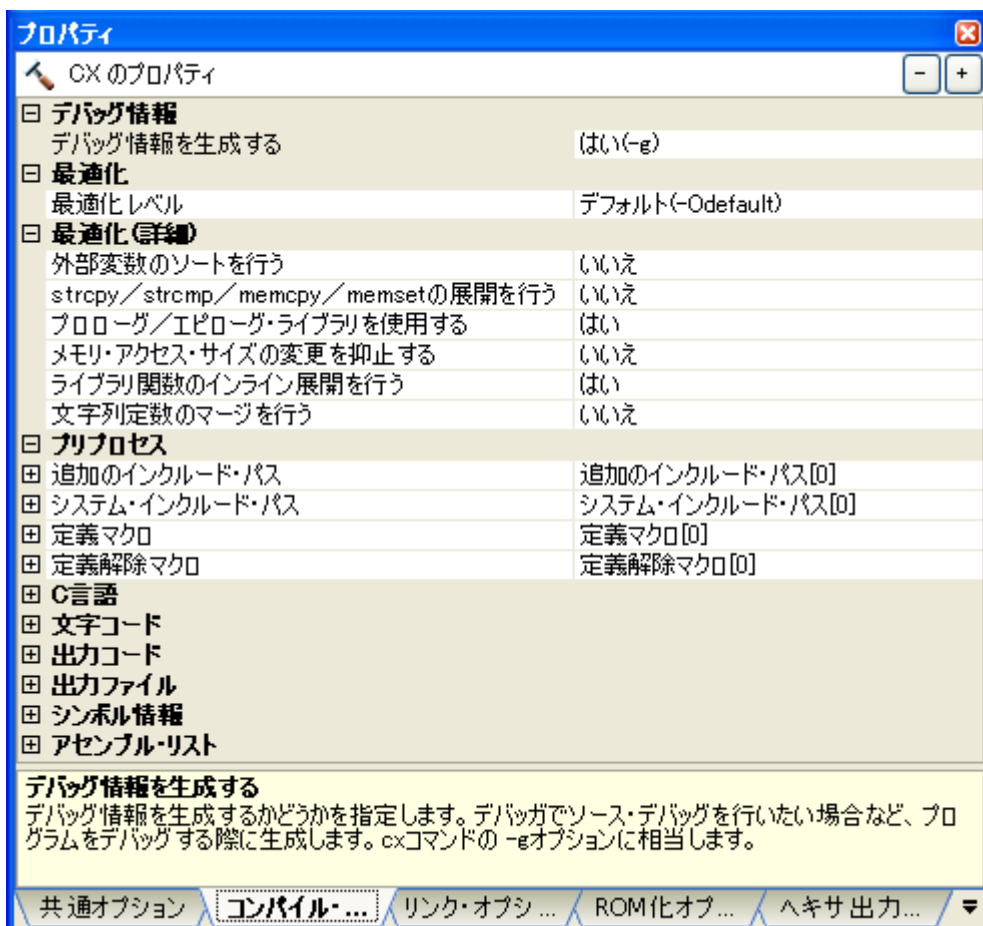 プロパティ
CX のプロパティ
- +
デバッグ情報
デバッグ情報を生成する はい(-g)
最適化
最適化レベル デフォルト(-Odefault)
最適化(詳細)
外部変数のソートを行う いいえ
strcpy／strcmp／memcpy／memsetの展開を行う いいえ
プロローグ／エピローグ・ライブラリを使用する はい
メモリ・アクセス・サイズの変更を抑止する いいえ
ライブラリ関数のインライン展開を行う はい
文字列定数のマージを行う いいえ
プリプロセス
追加のインクルード・パス 追加のインクルード・パス[0]
システム・インクルード・パス システム・インクルード・パス[0]
定義マクロ 定義マクロ[0]
定義解除マクロ 定義解除マクロ[0]
C言語
文字コード
出力コード
出力ファイル
シンボル情報
アセンブル・リスト
デバッグ情報を生成する
デバッグ情報を生成するかどうかを指定します。デバッガでソース・デバッグを行いたい場合など、プロ
グラムをデバッグする際に生成します。cxコマンドの -gオプションに相当します。
共通オプション コンパイル・... リンク・オプシ... ROM化オプ... ヘキサ出力...